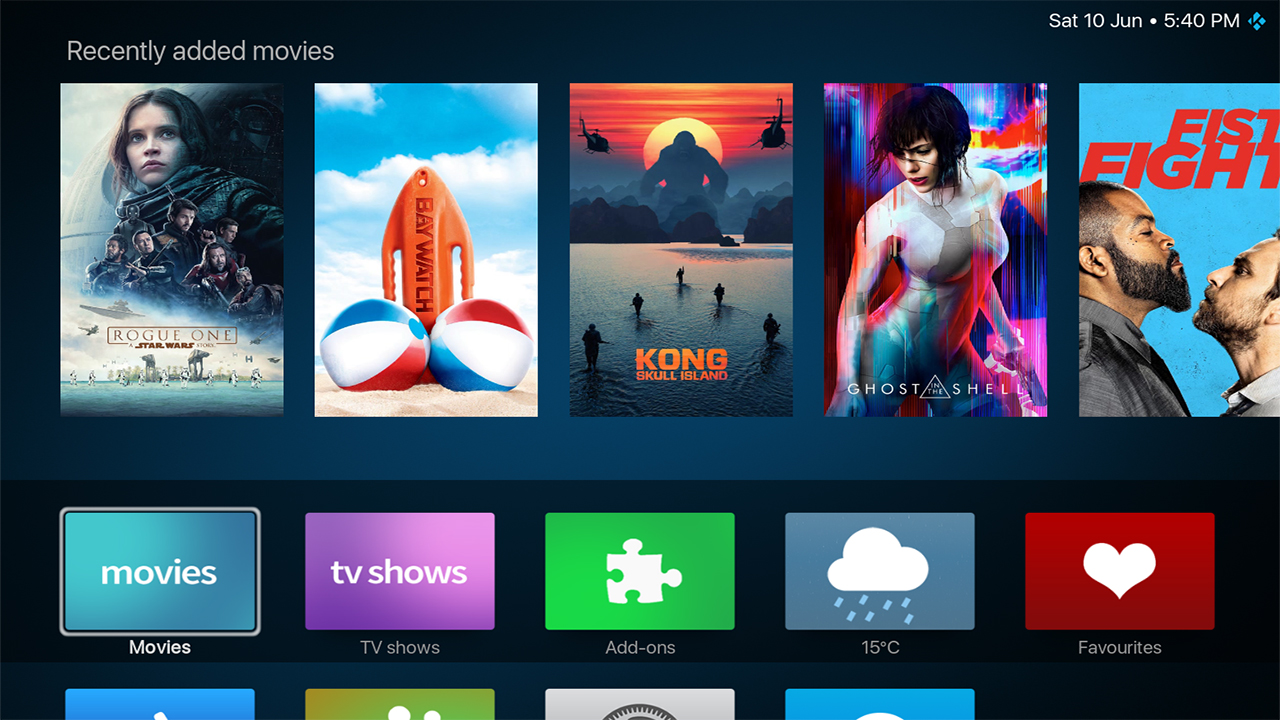 Sat 10 Jun • 5:40 PM
Recently added movies
ROGUE ONE
A STAR WARS STORY
BAYWATCH
KONG
SKULL ISLAND
GHOST IN THE SHELL
FIST
FIGHT
movies
tv shows
Movies
TV shows
Add-ons
15°C
Favourites